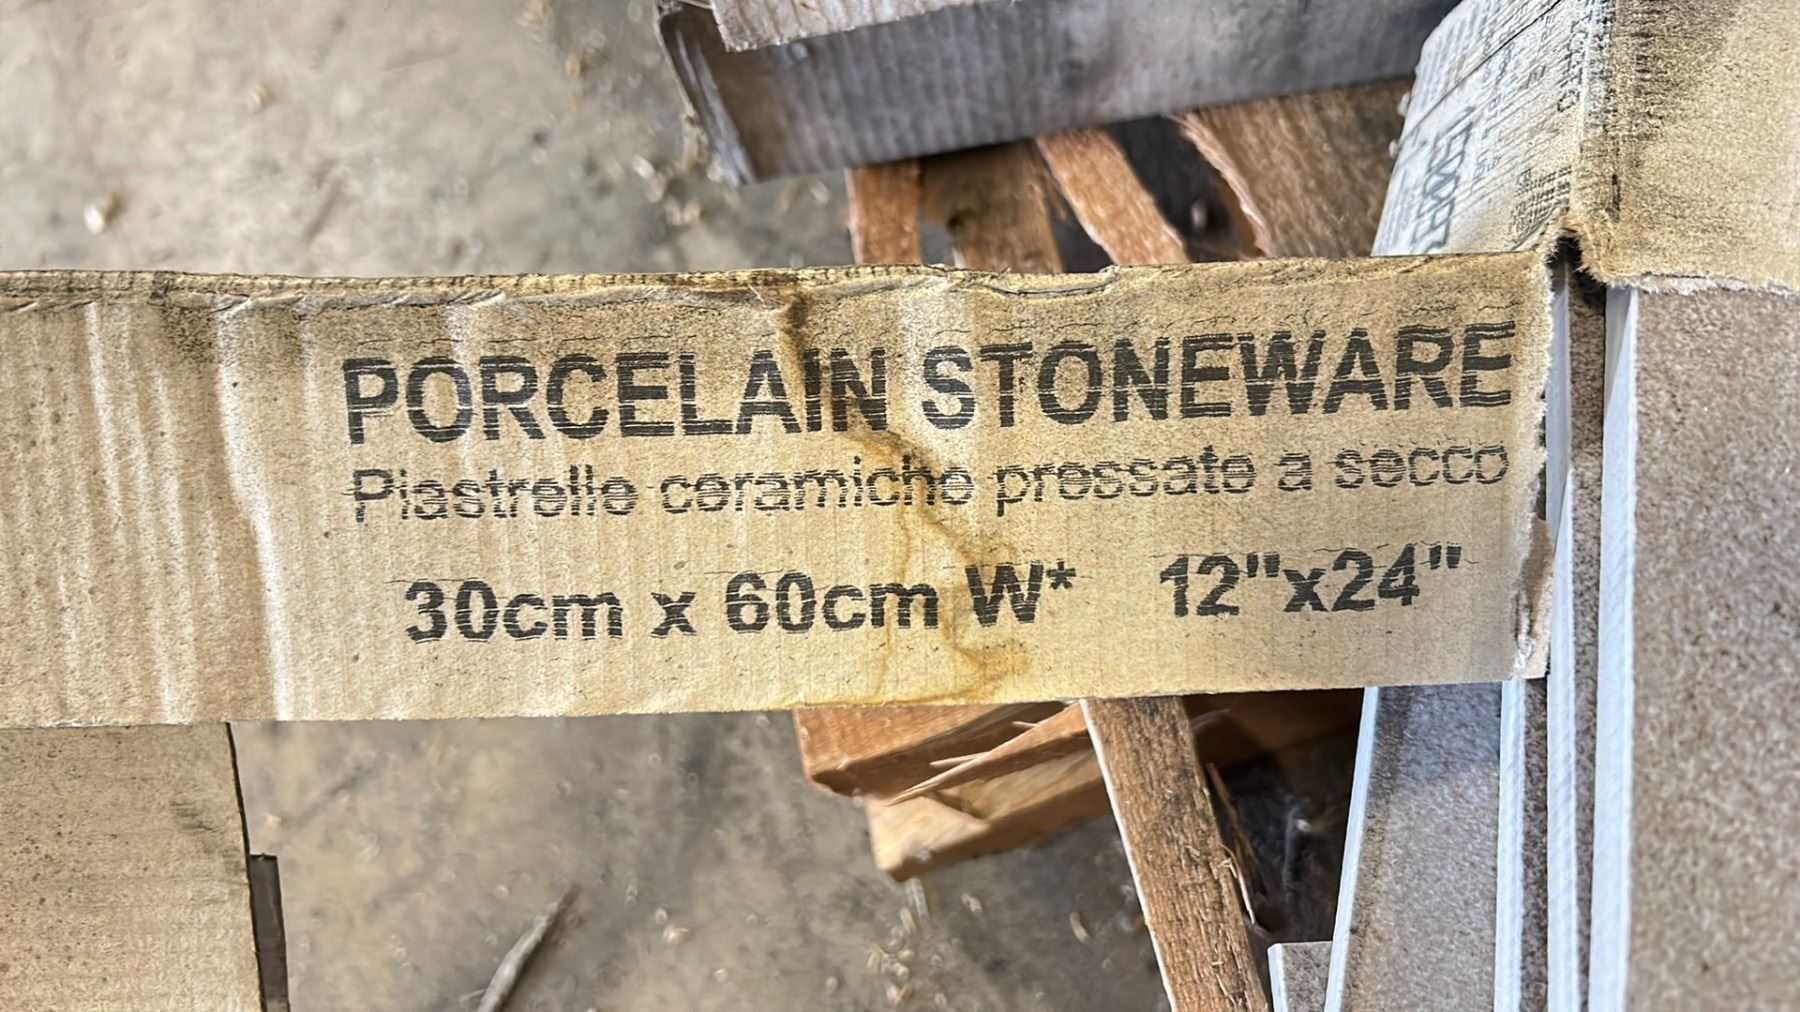 PORCELAIN STONEWARE
Piastrelle ceramiche pressate a secco
30cm x 60cm W* 12"x24"